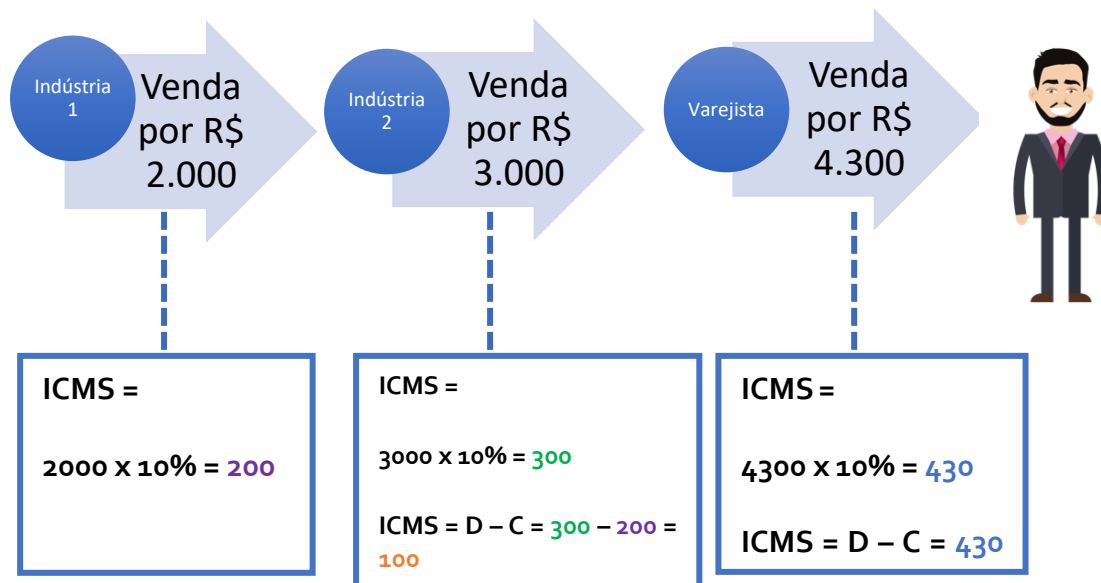 Indústria
1
Venda
por R$
2.000
Indústria
2
Venda
por R$
3.000
Varejista
Venda
por R$
4.300
ICMS =
2000 x 10% = 200
ICMS =
3000 x 10% = 300
ICMS = D – C = 300 – 200 =
100
ICMS =
4300 x 10% = 430
ICMS = D – C = 430